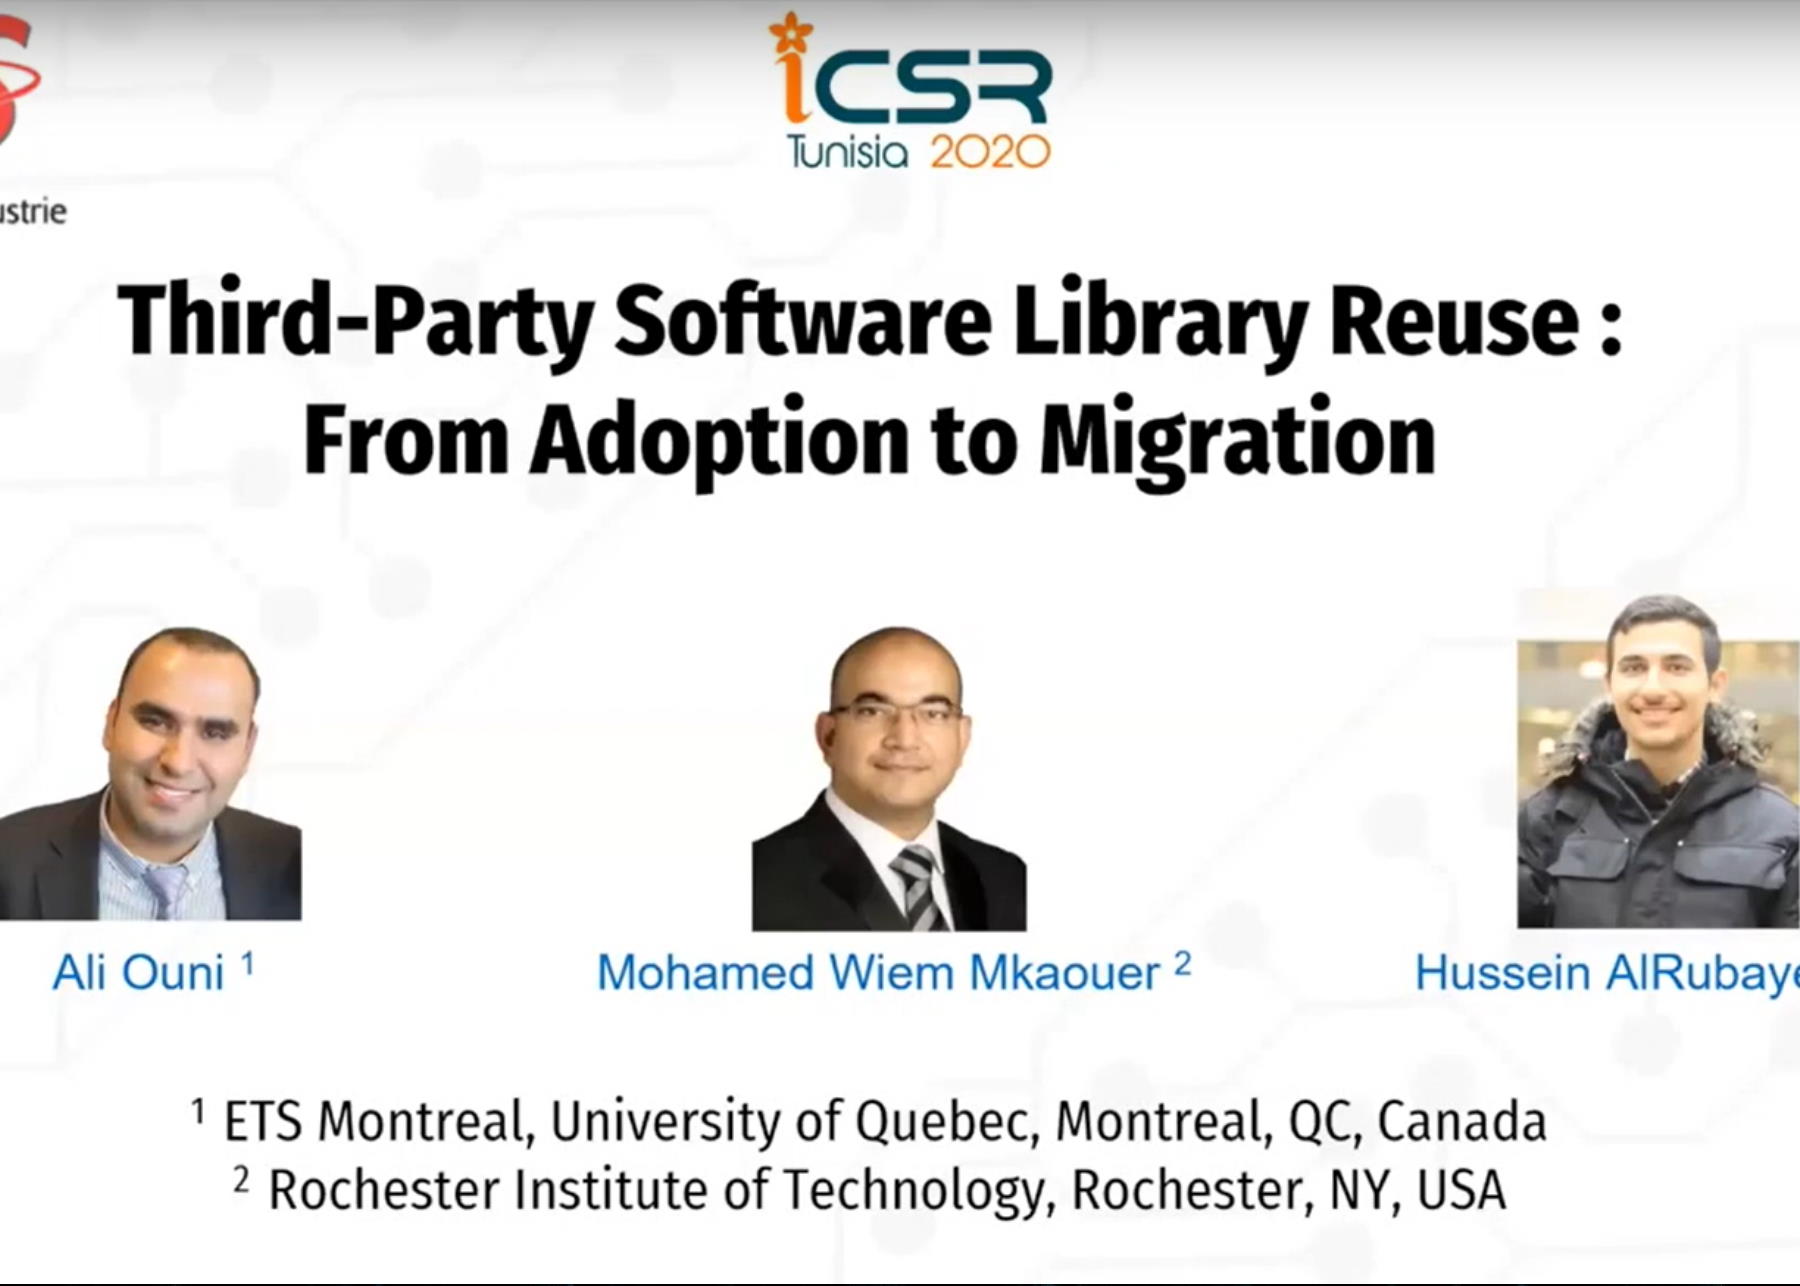 iCSR
Tunisia 2020
Third-Party Software Library Reuse :
From Adoption to Migration
Ali Ouni 1
Mohamed Wiem Mkaouer 2
Hussein
1 ETS Montreal, University of Quebec, Montreal, QC, Canada
2 Rochester Institute of Technology, Rochester, NY, USA